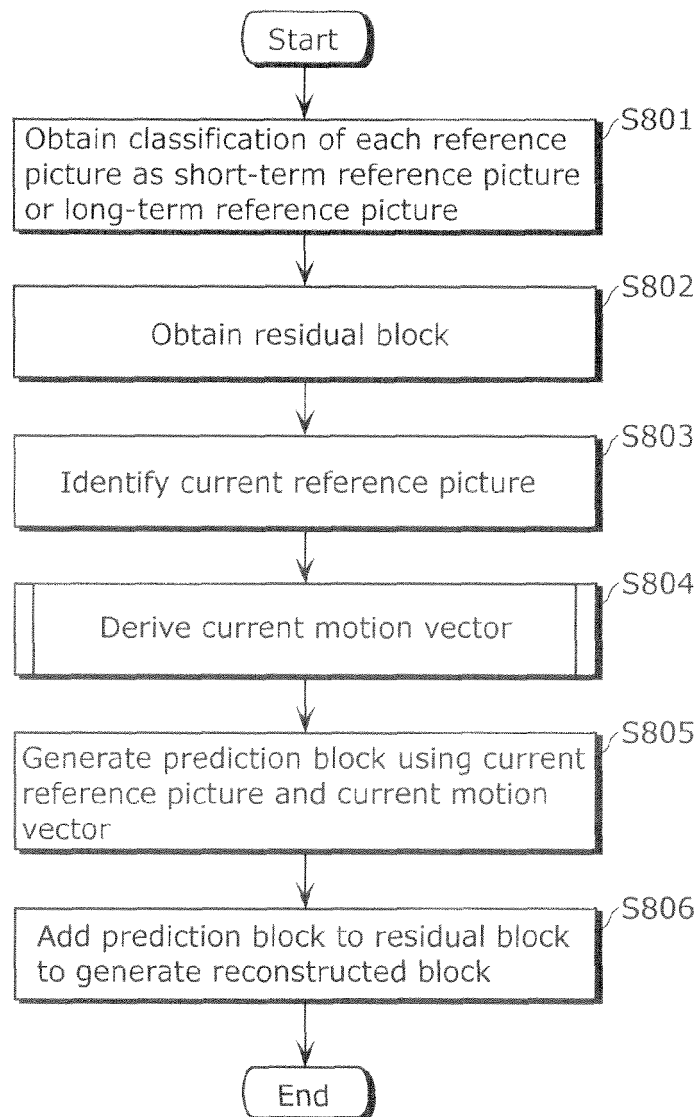 Start
S801
Obtain classification of each reference
picture as short-term reference picture
or long-term reference picture
S802
Obtain residual block
S803
Identify current reference picture
S804
Derive current motion vector
S805
Generate prediction block using current
reference picture and current motion
vector
S806
Add prediction block to residual block
to generate reconstructed block
End